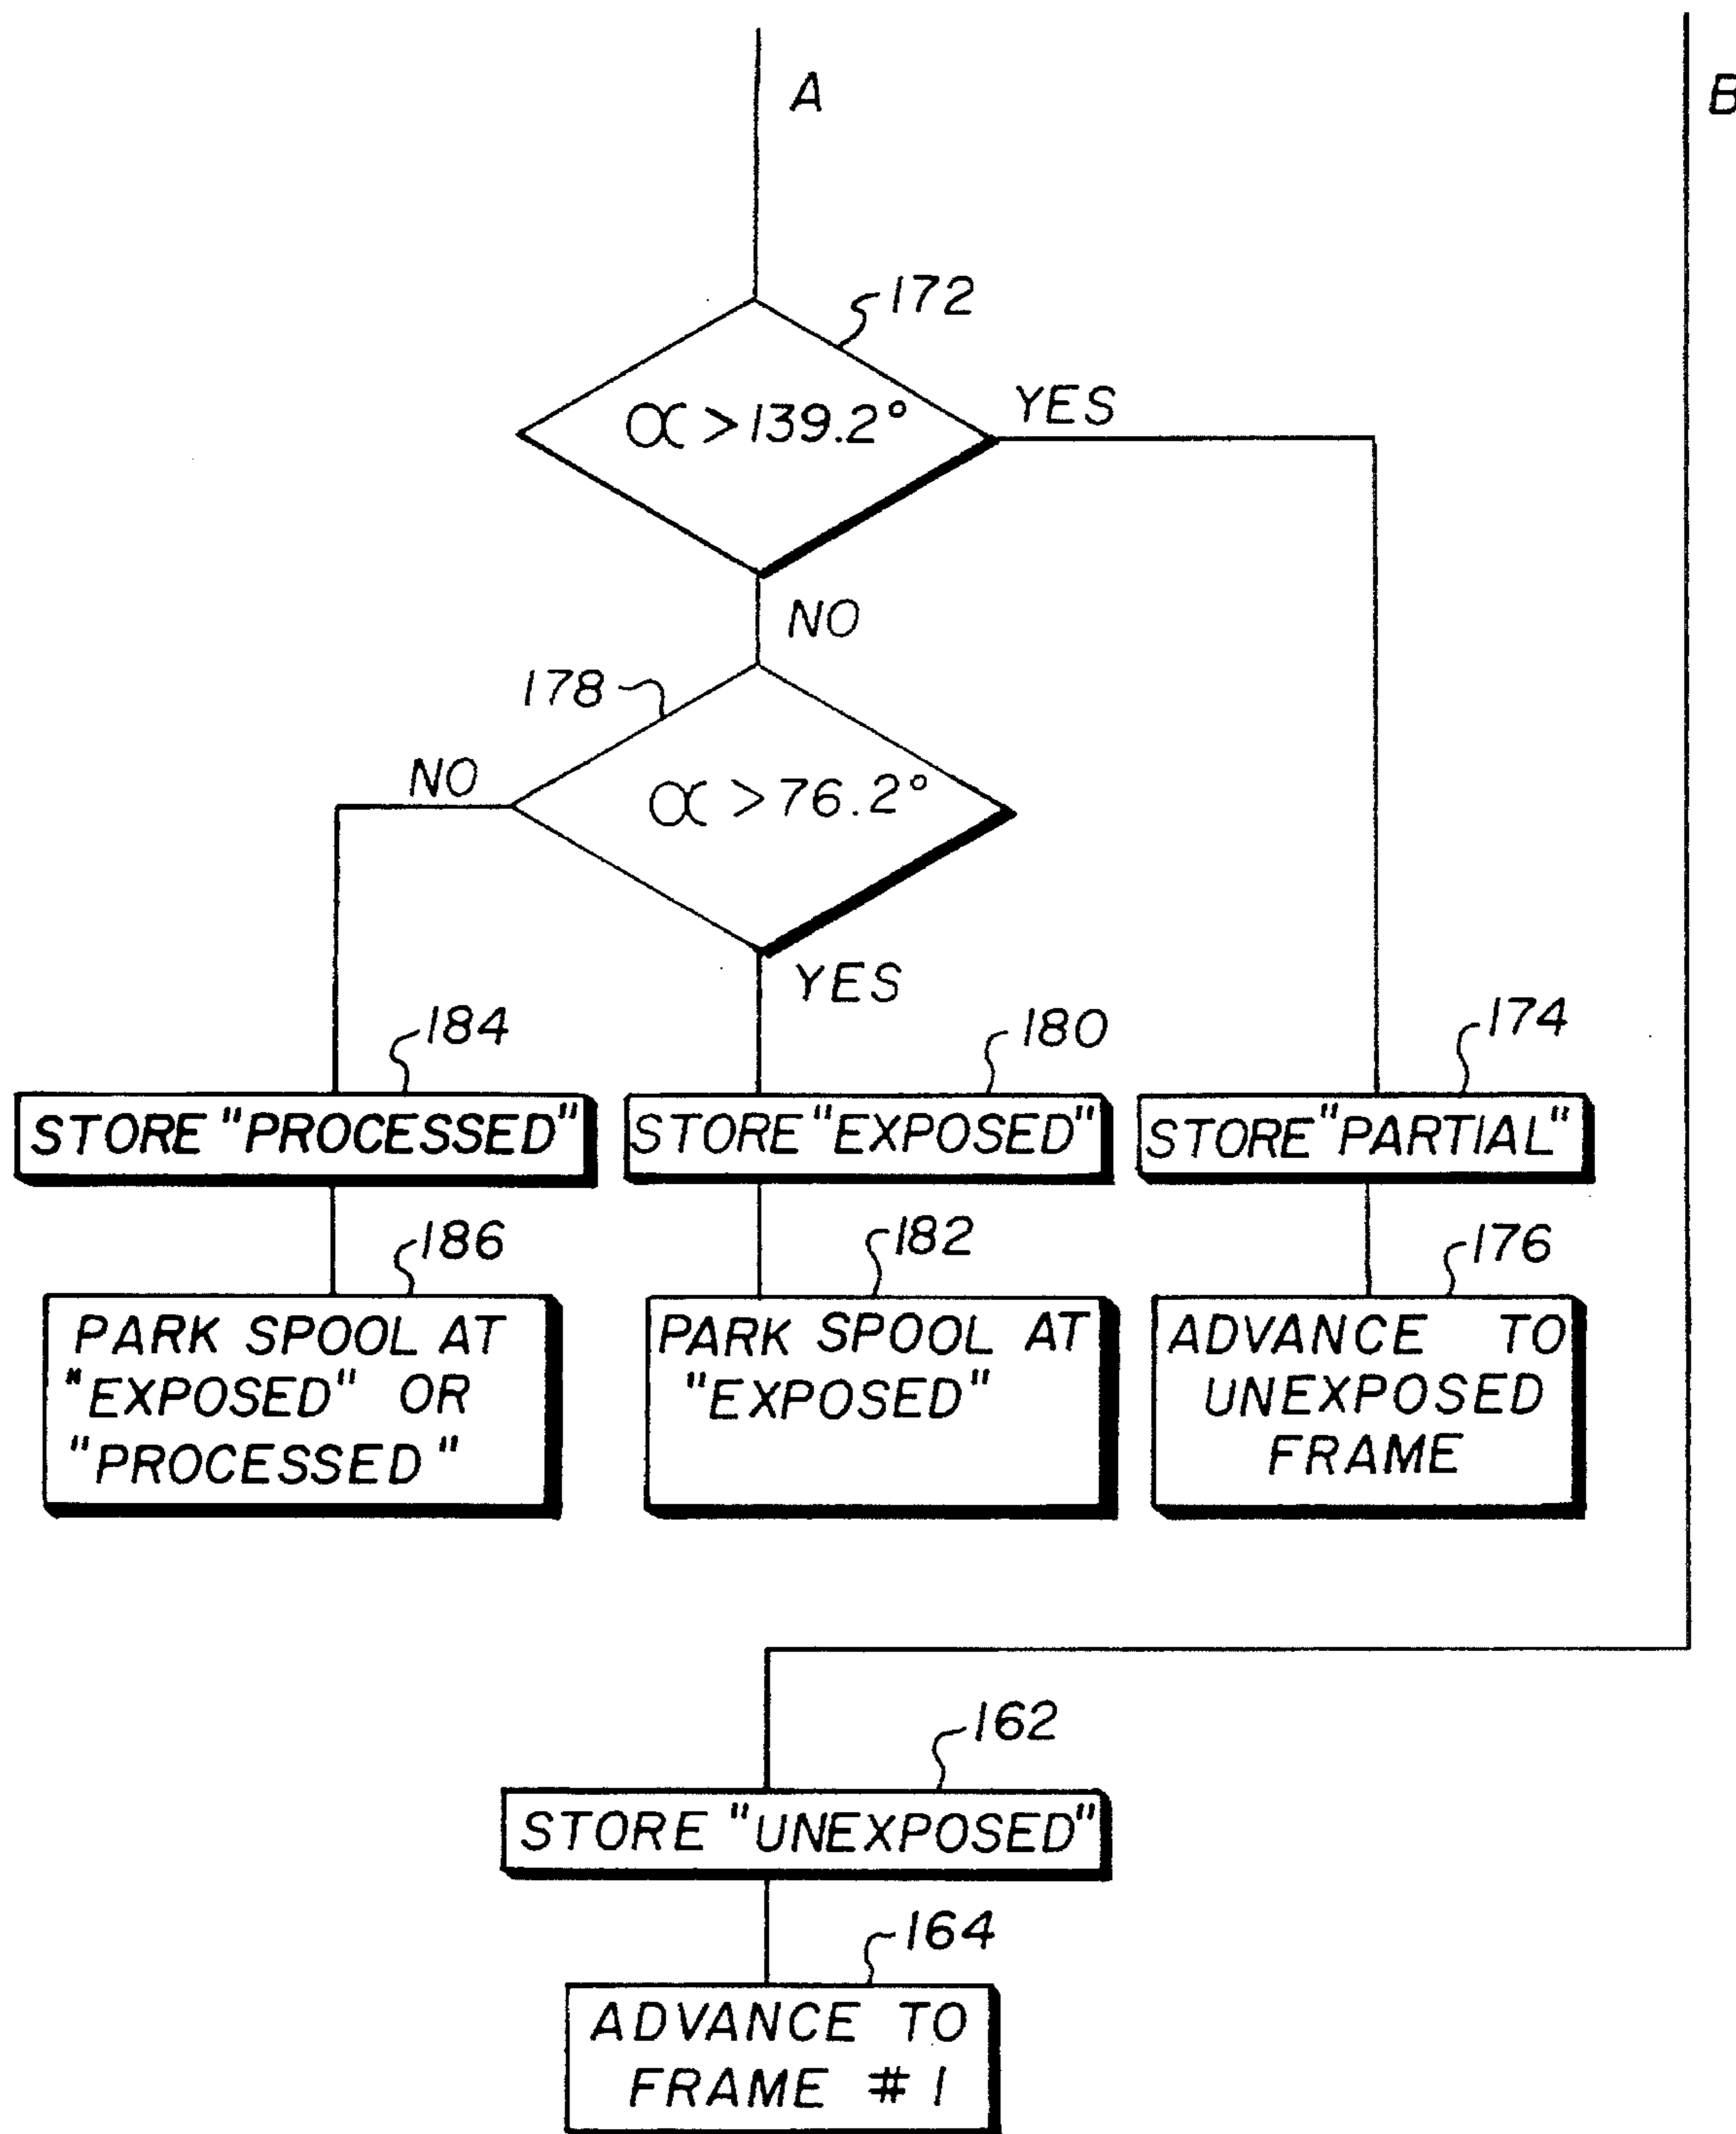 A
B
172
α > 139.2°
YES
NO
178
NO
α > 76.2°
YES
184
180
174
STORE "PROCESSED"
STORE "EXPOSED"
STORE "PARTIAL"
186
182
176
PARK SPOOL AT
"EXPOSED" OR
"PROCESSED"
PARK SPOOL AT
"EXPOSED"
ADVANCE TO
UNEXPOSED
FRAME
162
STORE "UNEXPOSED"
164
ADVANCE TO
FRAME # 1